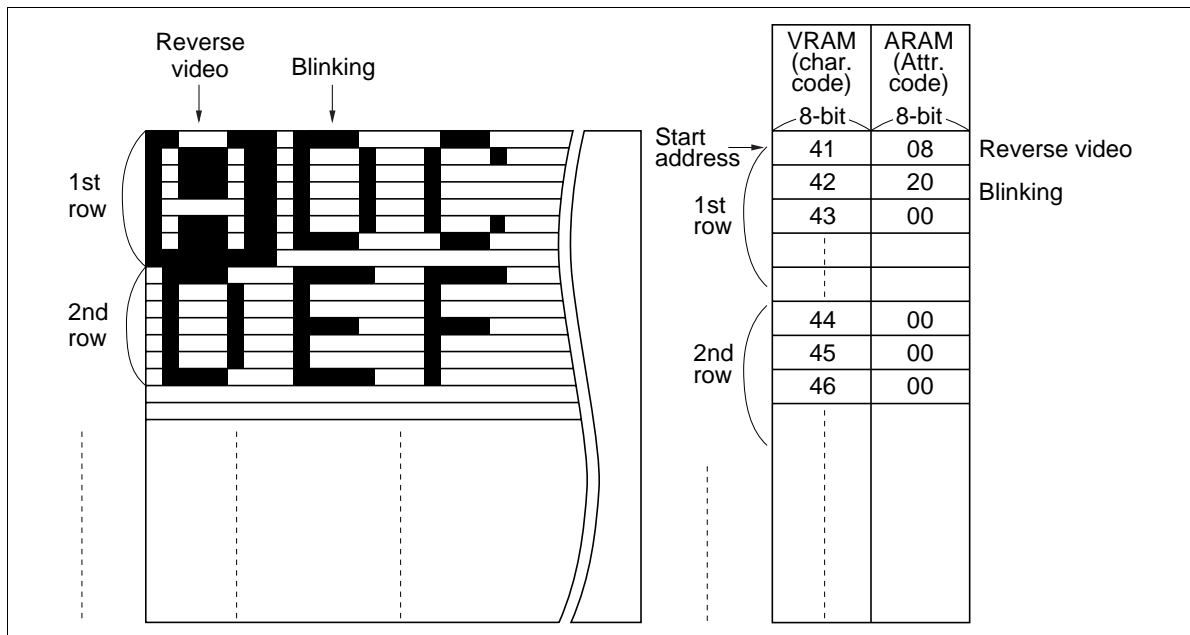 Reverse
video
Blinking
1st
row
2nd
row
VRAM
(char.
code)
ARAM
(Attr.
code)
8-bit
8-bit
Start
address
41 08 Reverse video
42 20 Blinking
43 00
1st
row
44 00
45 00
46 00
2nd
row